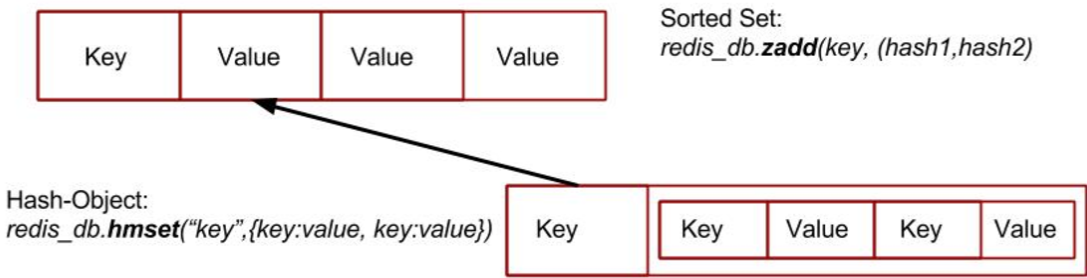 Sorted Set:
redis_db.zadd(key, (hash1,hash2)
Key Value Value Value
Hash-Object:
redis_db.hmset(“key”,{key:value, key:value})
Key Key Value Key Value